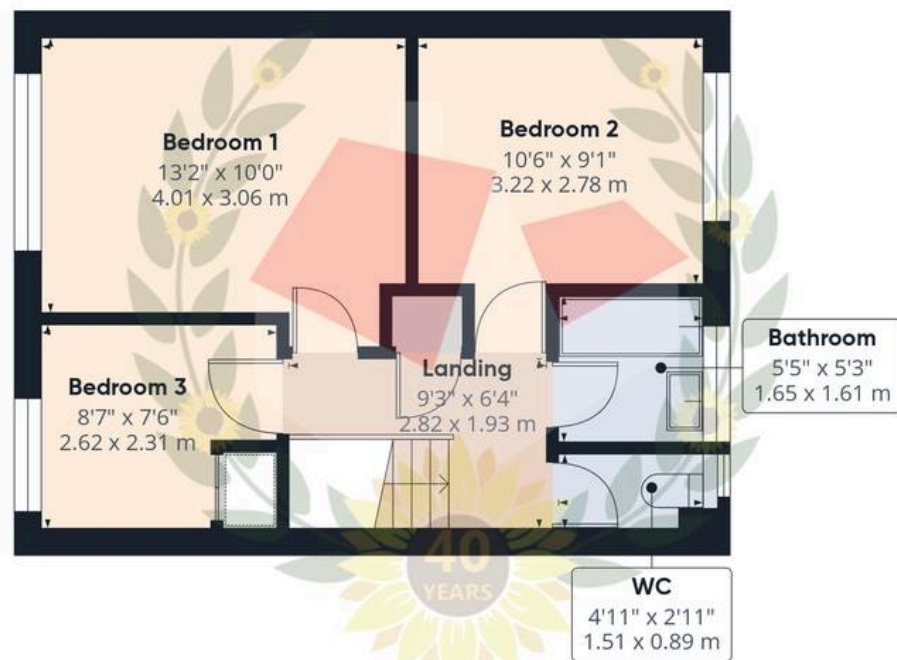 Bedroom 1
13'2" x 10'0"
4.01 x 3.06 m
Bedroom 2
10'6" x 9'1"
3.22 x 2.78 m
Bedroom 3
8'7" x 7'6"
2.62 x 2.31 m
Landing
9'3" x 6'4"
2.82 x 1.93 m
Bathroom
5'5" x 5'3"
1.65 x 1.61 m
WC
4'11" x 2'11"
1.51 x 0.89 m
40
YEARS